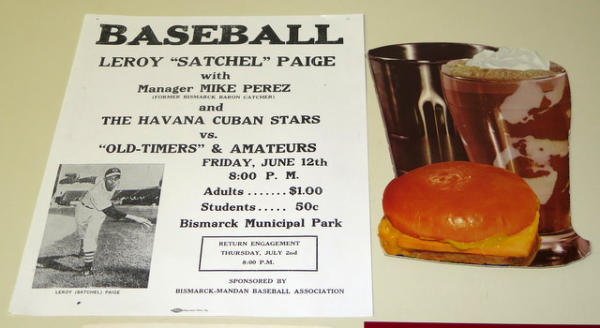 BASEBALL
LEROY "SATCHEL" PAIGE
with
Manager MIKE PEREZ
(FORMER BISMARCK BARON CATCHER)
and
THE HAVANA CUBAN STARS
vs.
"OLD-TIMERS" & AMATEURS
FRIDAY, JUNE 12th
8:00 P. M.
Adults ....... $1.00
Students ..... 50c
Bismarck Municipal Park
RETURN ENGAGEMENT
THURSDAY, JULY 2nd
8:00 P.M.
SPONSORED BY
BISMARCK-MANDAN BASEBALL ASSOCIATION
LEROY (SATCHEL) PAIGE